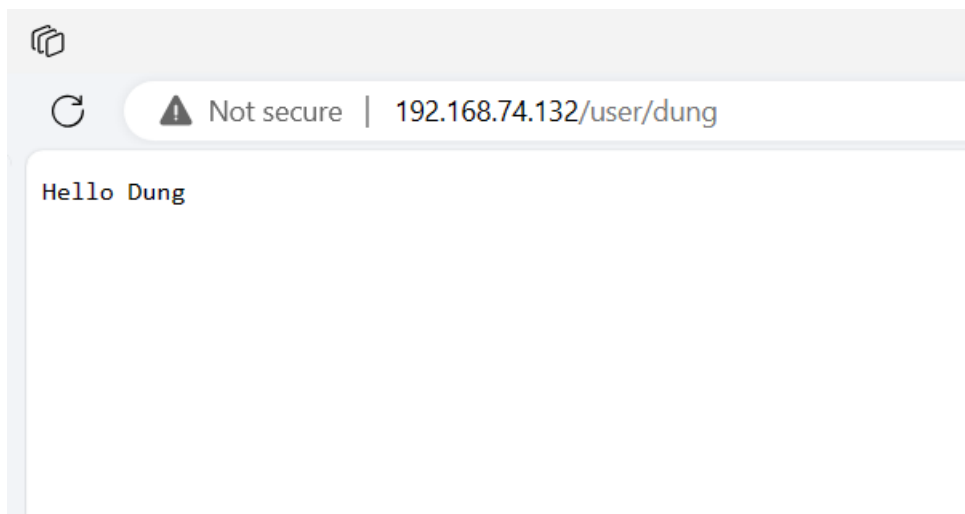 Not secure | 192.168.74.132/user/dung
Hello Dung